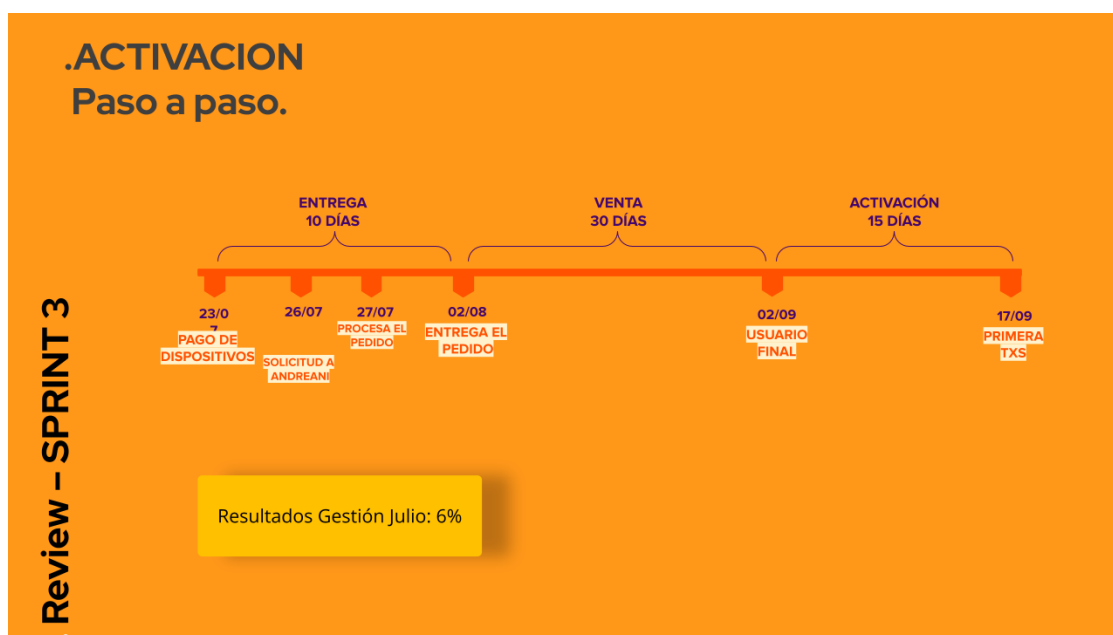 .ACTIVACION
Paso a paso.
ENTREGA
10 DÍAS
VENTA
30 DÍAS
ACTIVACIÓN
15 DÍAS
23/0
7
PAGO DE
DISPOSITIVOS
26/07
SOLICITUD A
ANDREANI
27/07
PROCESA EL
PEDIDO
02/08
ENTREGA EL
PEDIDO
02/09
USUARIO
FINAL
17/09
PRIMERA
TXS
Resultados Gestión Julio: 6%
Review – SPRINT 3